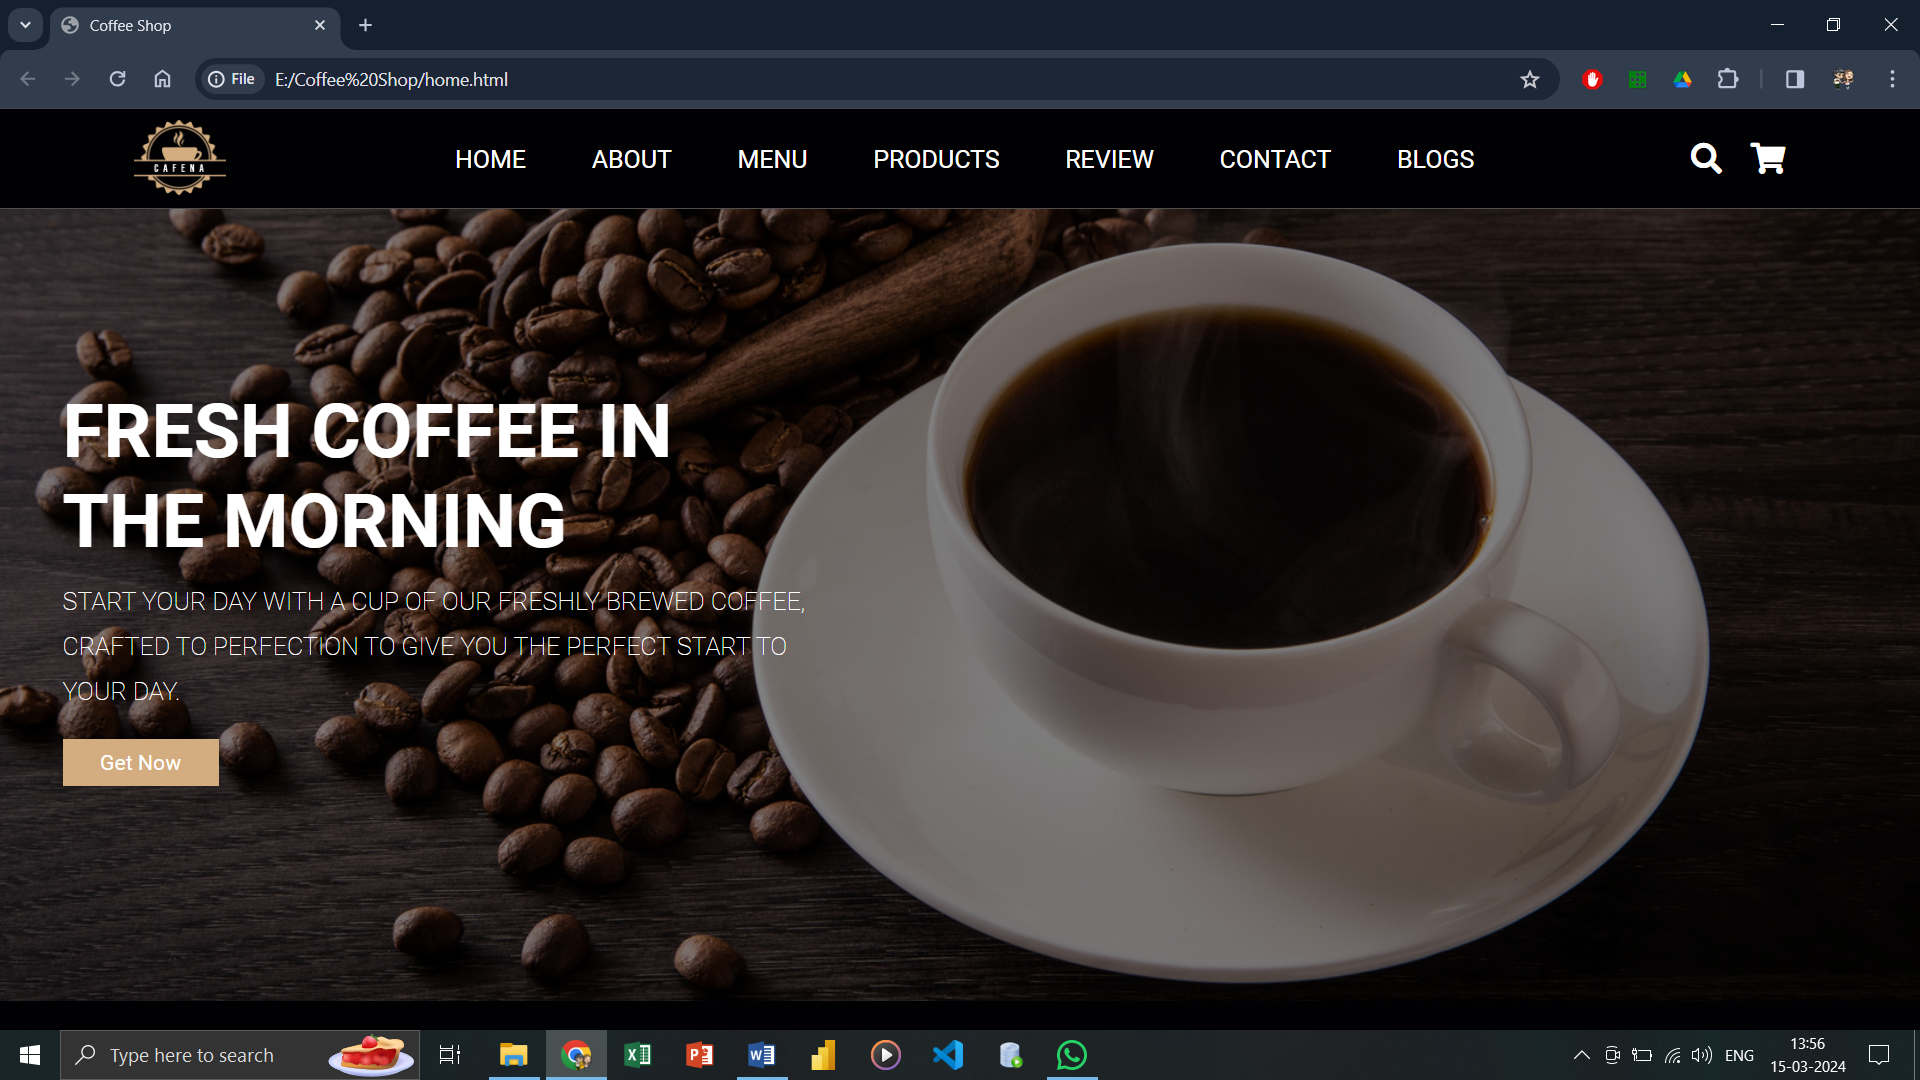 Coffee Shop
File
E:/Coffee%20Shop/home.html
CAFENA
HOME
ABOUT
MENU
PRODUCTS
REVIEW
CONTACT
BLOGS
FRESH COFFEE IN
THE MORNING
START YOUR DAY WITH A CUP OF OUR FRESHLY BREWED COFFEE,
CRAFTED TO PERFECTION TO GIVE YOU THE PERFECT START TO
YOUR DAY.
Get Now
Type here to search
ENG
13:56
15-03-2024